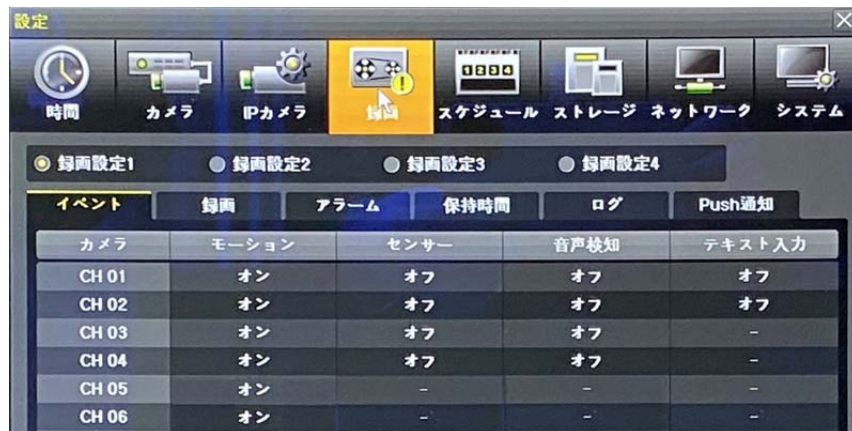 設定
時間 カメラ IPカメラ 録画 スケジュール ストレージ ネットワーク システム
1234
録画設定1 録画設定2 録画設定3 録画設定4
イベント 録画 アラーム 保持時間 ログ Push通知
カメラ モーション センサー 音声検知 テキスト入力
CH 01 オン オフ オフ オフ
CH 02 オン オフ オフ オフ
CH 03 オン オフ オフ -
CH 04 オン オフ オフ -
CH 05 オン - - -
CH 06 オン - - -